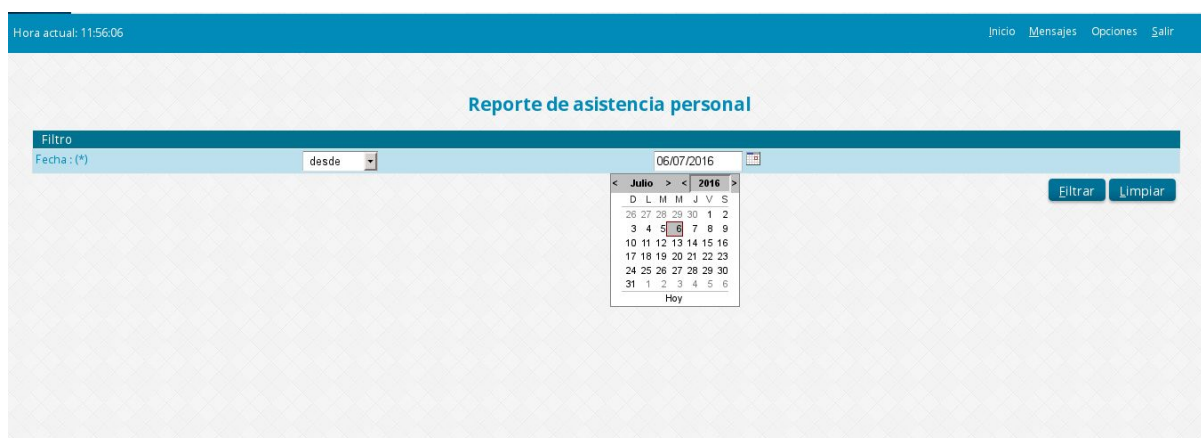 Hora actual: 11:56:06 Inicio Mensajes Opciones Salir
Reporte de asistencia personal
Filtro
Fecha : (*) desde 06/07/2016
< Julio > < 2016 >
D L M M J V S
26 27 28 29 30 1 2
3 4 5 6 7 8 9
10 11 12 13 14 15 16
17 18 19 20 21 22 23
24 25 26 27 28 29 30
31 1 2 3 4 5 6
Hoy
Filtrar Limpiar